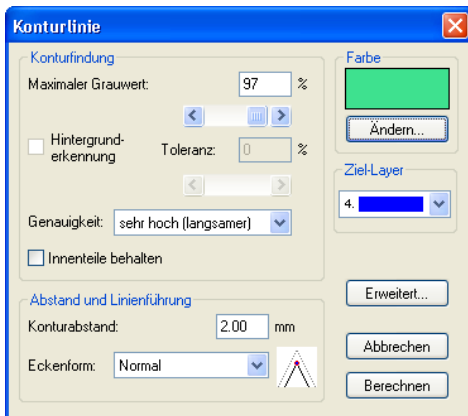 Konturlinie
Konturfindung
Maximaler Grauwert: 97 %
Hintergrund-
erkennung
Toleranz: 0 %
Genauigkeit: sehr hoch (langsamer)
Innenteile behalten
Abstand und Linienführung
Konturabstand: 2.00 mm
Eckenform: Normal
Farbe
Ändern...
Ziel-Layer
4.
Erweitert...
Abbrechen
Berechnen